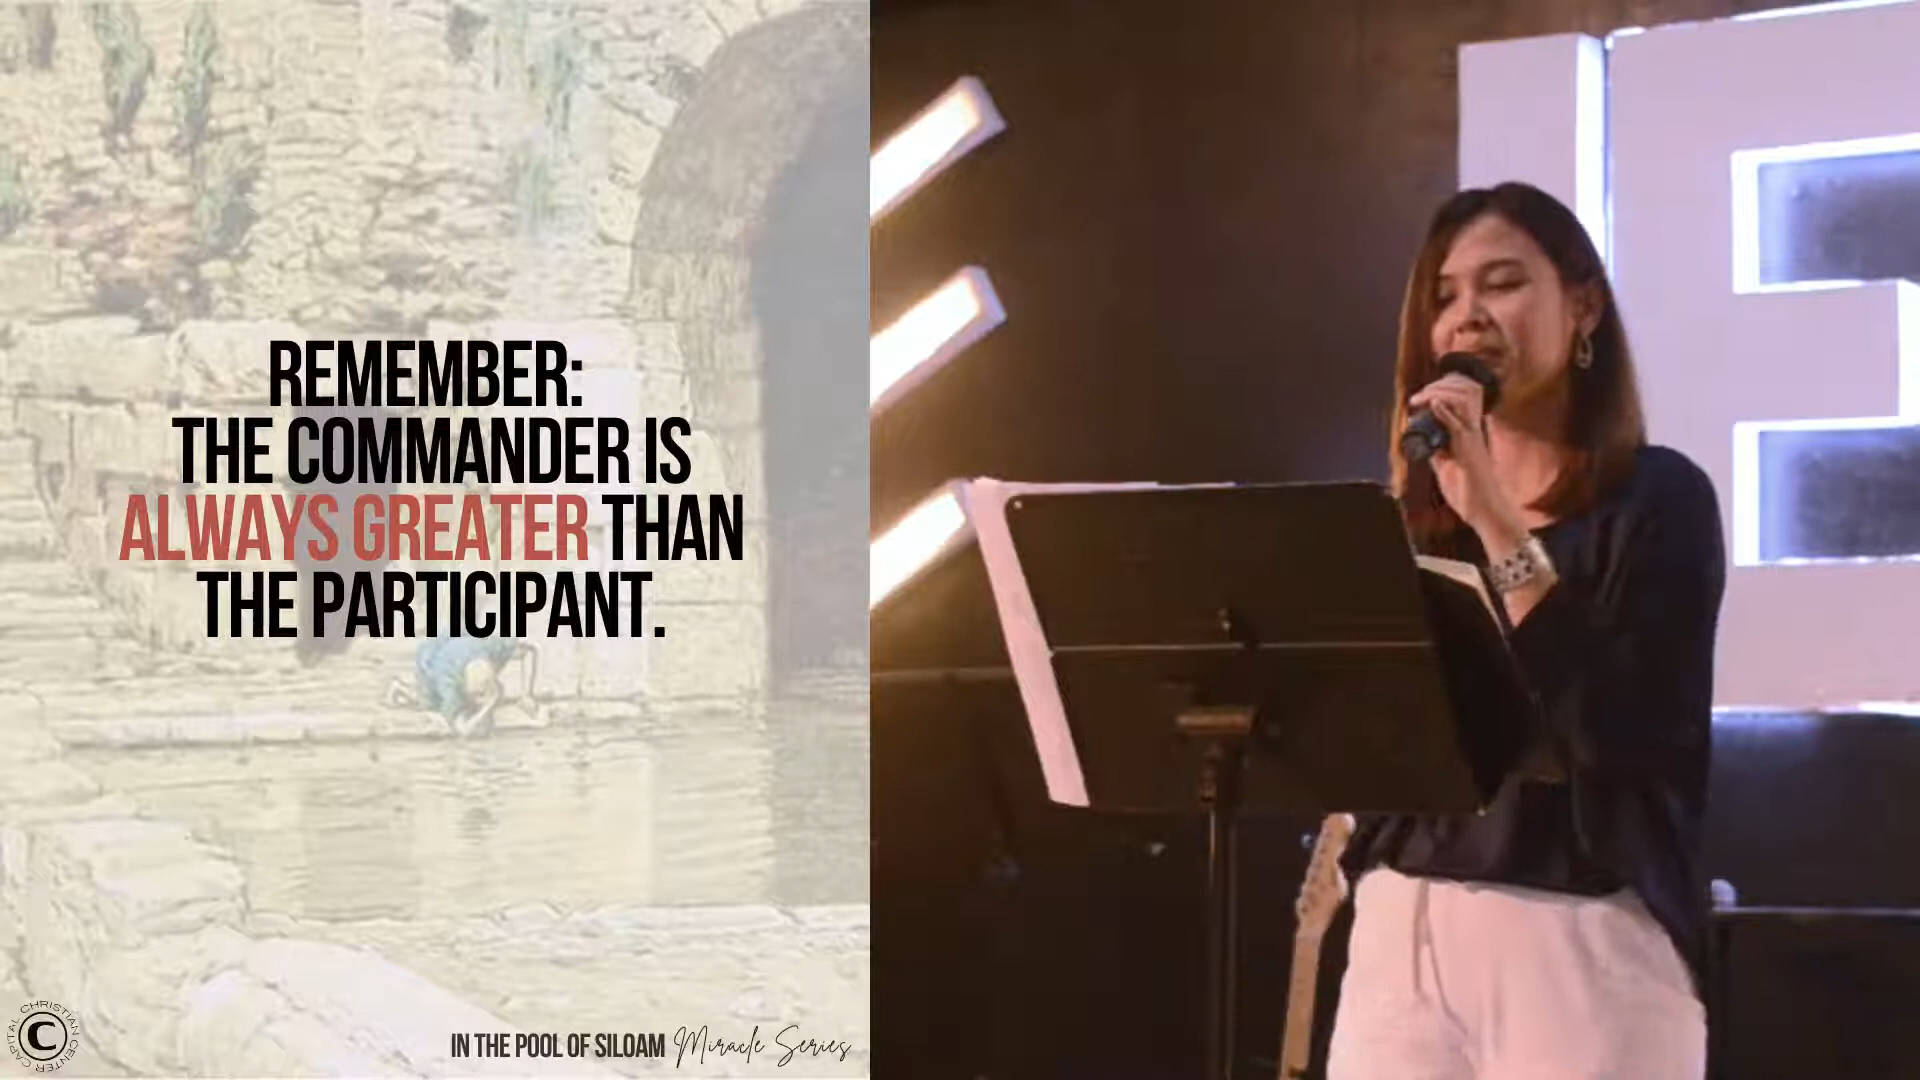 REMEMBER:
THE COMMANDER IS
ALWAYS GREATER THAN
THE PARTICIPANT.
IN THE POOL OF SILOAM Miracle Series
CAPITAL CHRISTIAN CENTER
C
E